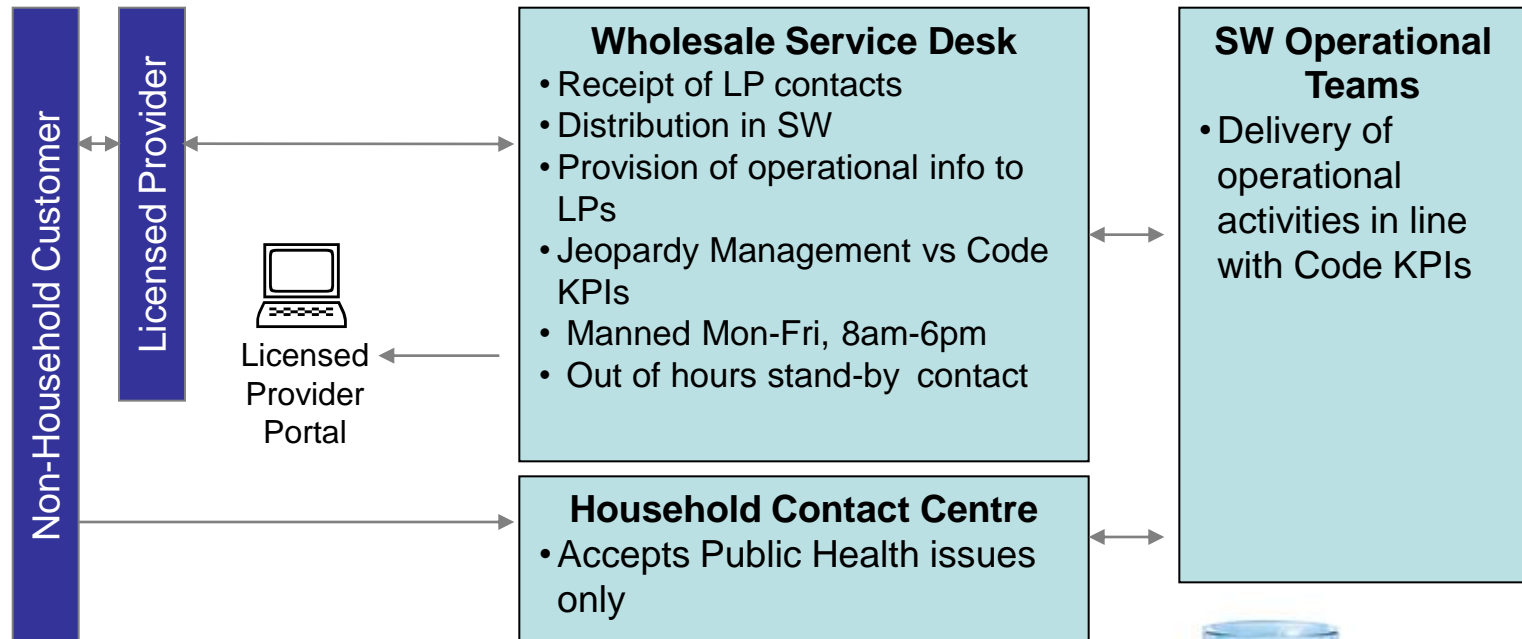 Non-Household Customer
Licensed Provider
Licensed
Provider
Portal
Wholesale Service Desk
• Receipt of LP contacts
• Distribution in SW
• Provision of operational info to
LPs
• Jeopardy Management vs Code
KPIs
• Manned Mon-Fri, 8am-6pm
• Out of hours stand-by contact
Household Contact Centre
• Accepts Public Health issues
only
SW Operational
Teams
• Delivery of
operational
activities in line
with Code KPIs